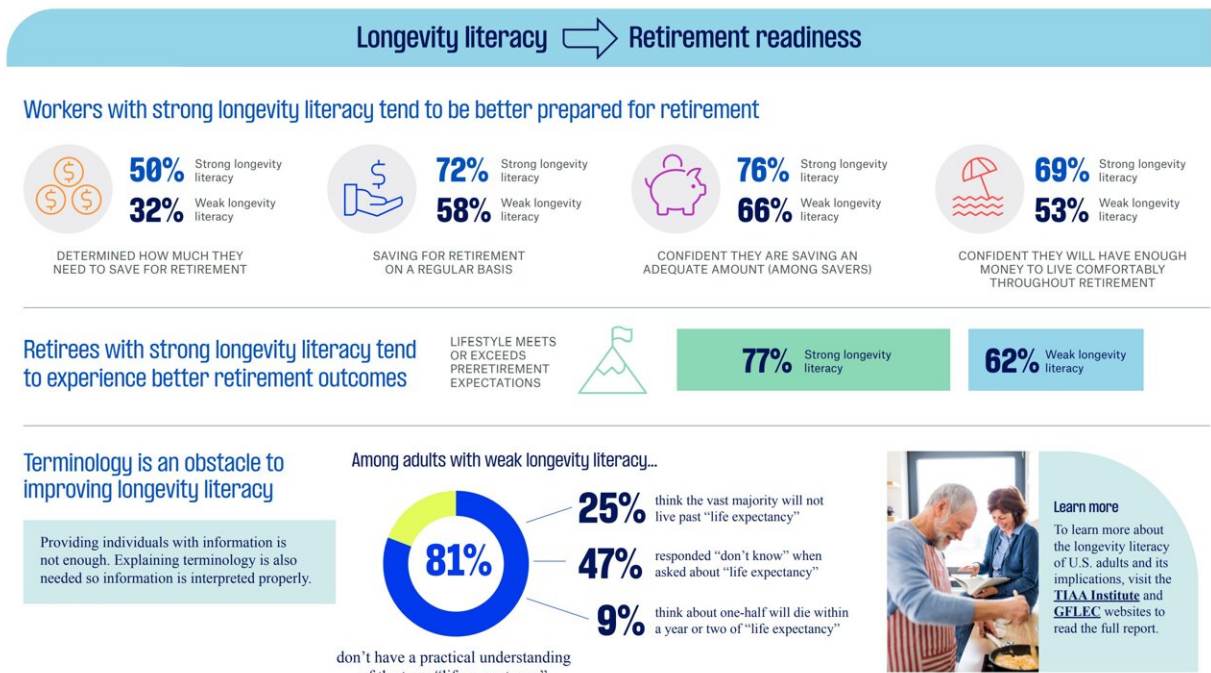 Longevity literacy Retirement readiness
Workers with strong longevity literacy tend to be better prepared for retirement
50% Strong longevity
literacy
32% Weak longevity
literacy
DETERMINED HOW MUCH THEY
NEED TO SAVE FOR RETIREMENT
72% Strong longevity
literacy
58% Weak longevity
literacy
SAVING FOR RETIREMENT
ON A REGULAR BASIS
76% Strong longevity
literacy
66% Weak longevity
literacy
CONFIDENT THEY ARE SAVING AN
ADEQUATE AMOUNT (AMONG SAVERS)
69% Strong longevity
literacy
53% Weak longevity
literacy
CONFIDENT THEY WILL HAVE ENOUGH
MONEY TO LIVE COMFORTABLY
THROUGHOUT RETIREMENT
Retirees with strong longevity literacy tend
to experience better retirement outcomes
LIFESTYLE MEETS
OR EXCEEDS
PRERETIREMENT
EXPECTATIONS
77% Strong longevity
literacy
62% Weak longevity
literacy
Terminology is an obstacle to
improving longevity literacy
Providing individuals with information is
not enough. Explaining terminology is also
needed so information is interpreted properly.
Among adults with weak longevity literacy...
81%
don’t have a practical understanding
25% think the vast majority will not
live past “life expectancy”
47% responded “don’t know” when
asked about “life expectancy”
9% think about one-half will die within
a year or two of “life expectancy”
Learn more
To learn more about
the longevity literacy
of U.S. adults and its
implications, visit the
TIAA Institute and
GFLEC websites to
read the full report.